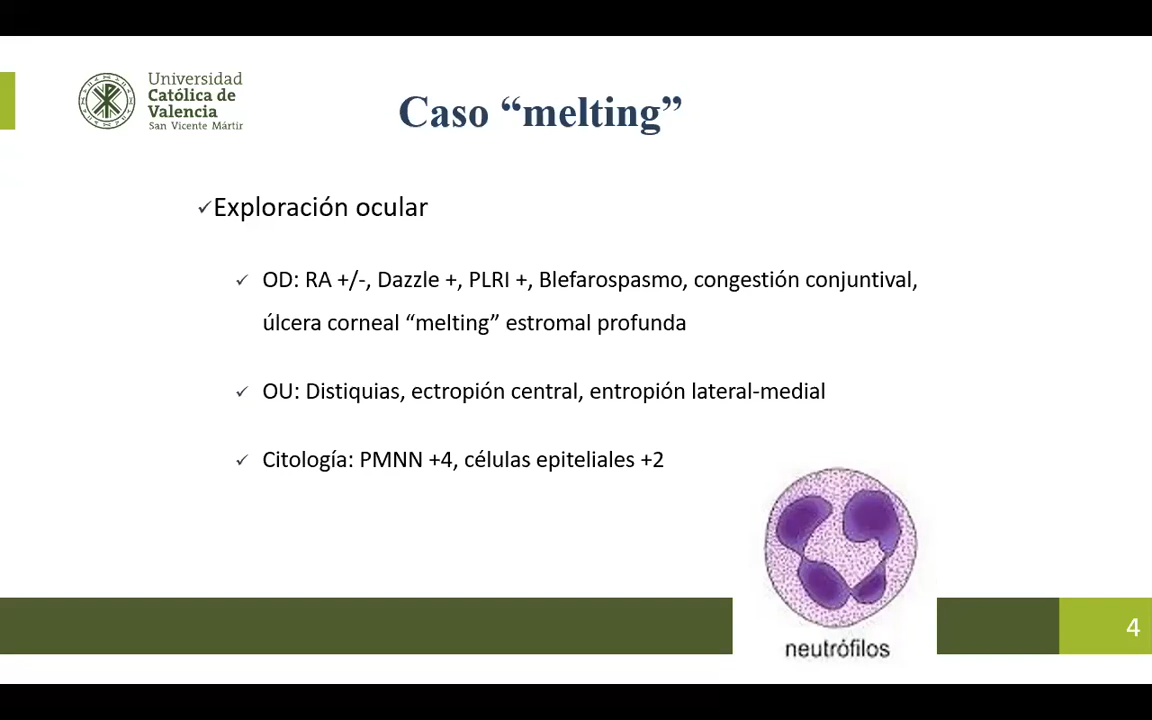 Universidad
Católica de
Valencia
San Vicente Mártir
Caso “melting”
✓Exploración ocular
✓ OD: RA +/-, Dazzle +, PLRI +, Blefarospasmo, congestión conjuntival,
úlcera corneal “melting” estromal profunda
✓ OU: Distiquias, ectropión central, entropión lateral-medial
✓ Citología: PMNN +4, células epiteliales +2
neutrófilos
4